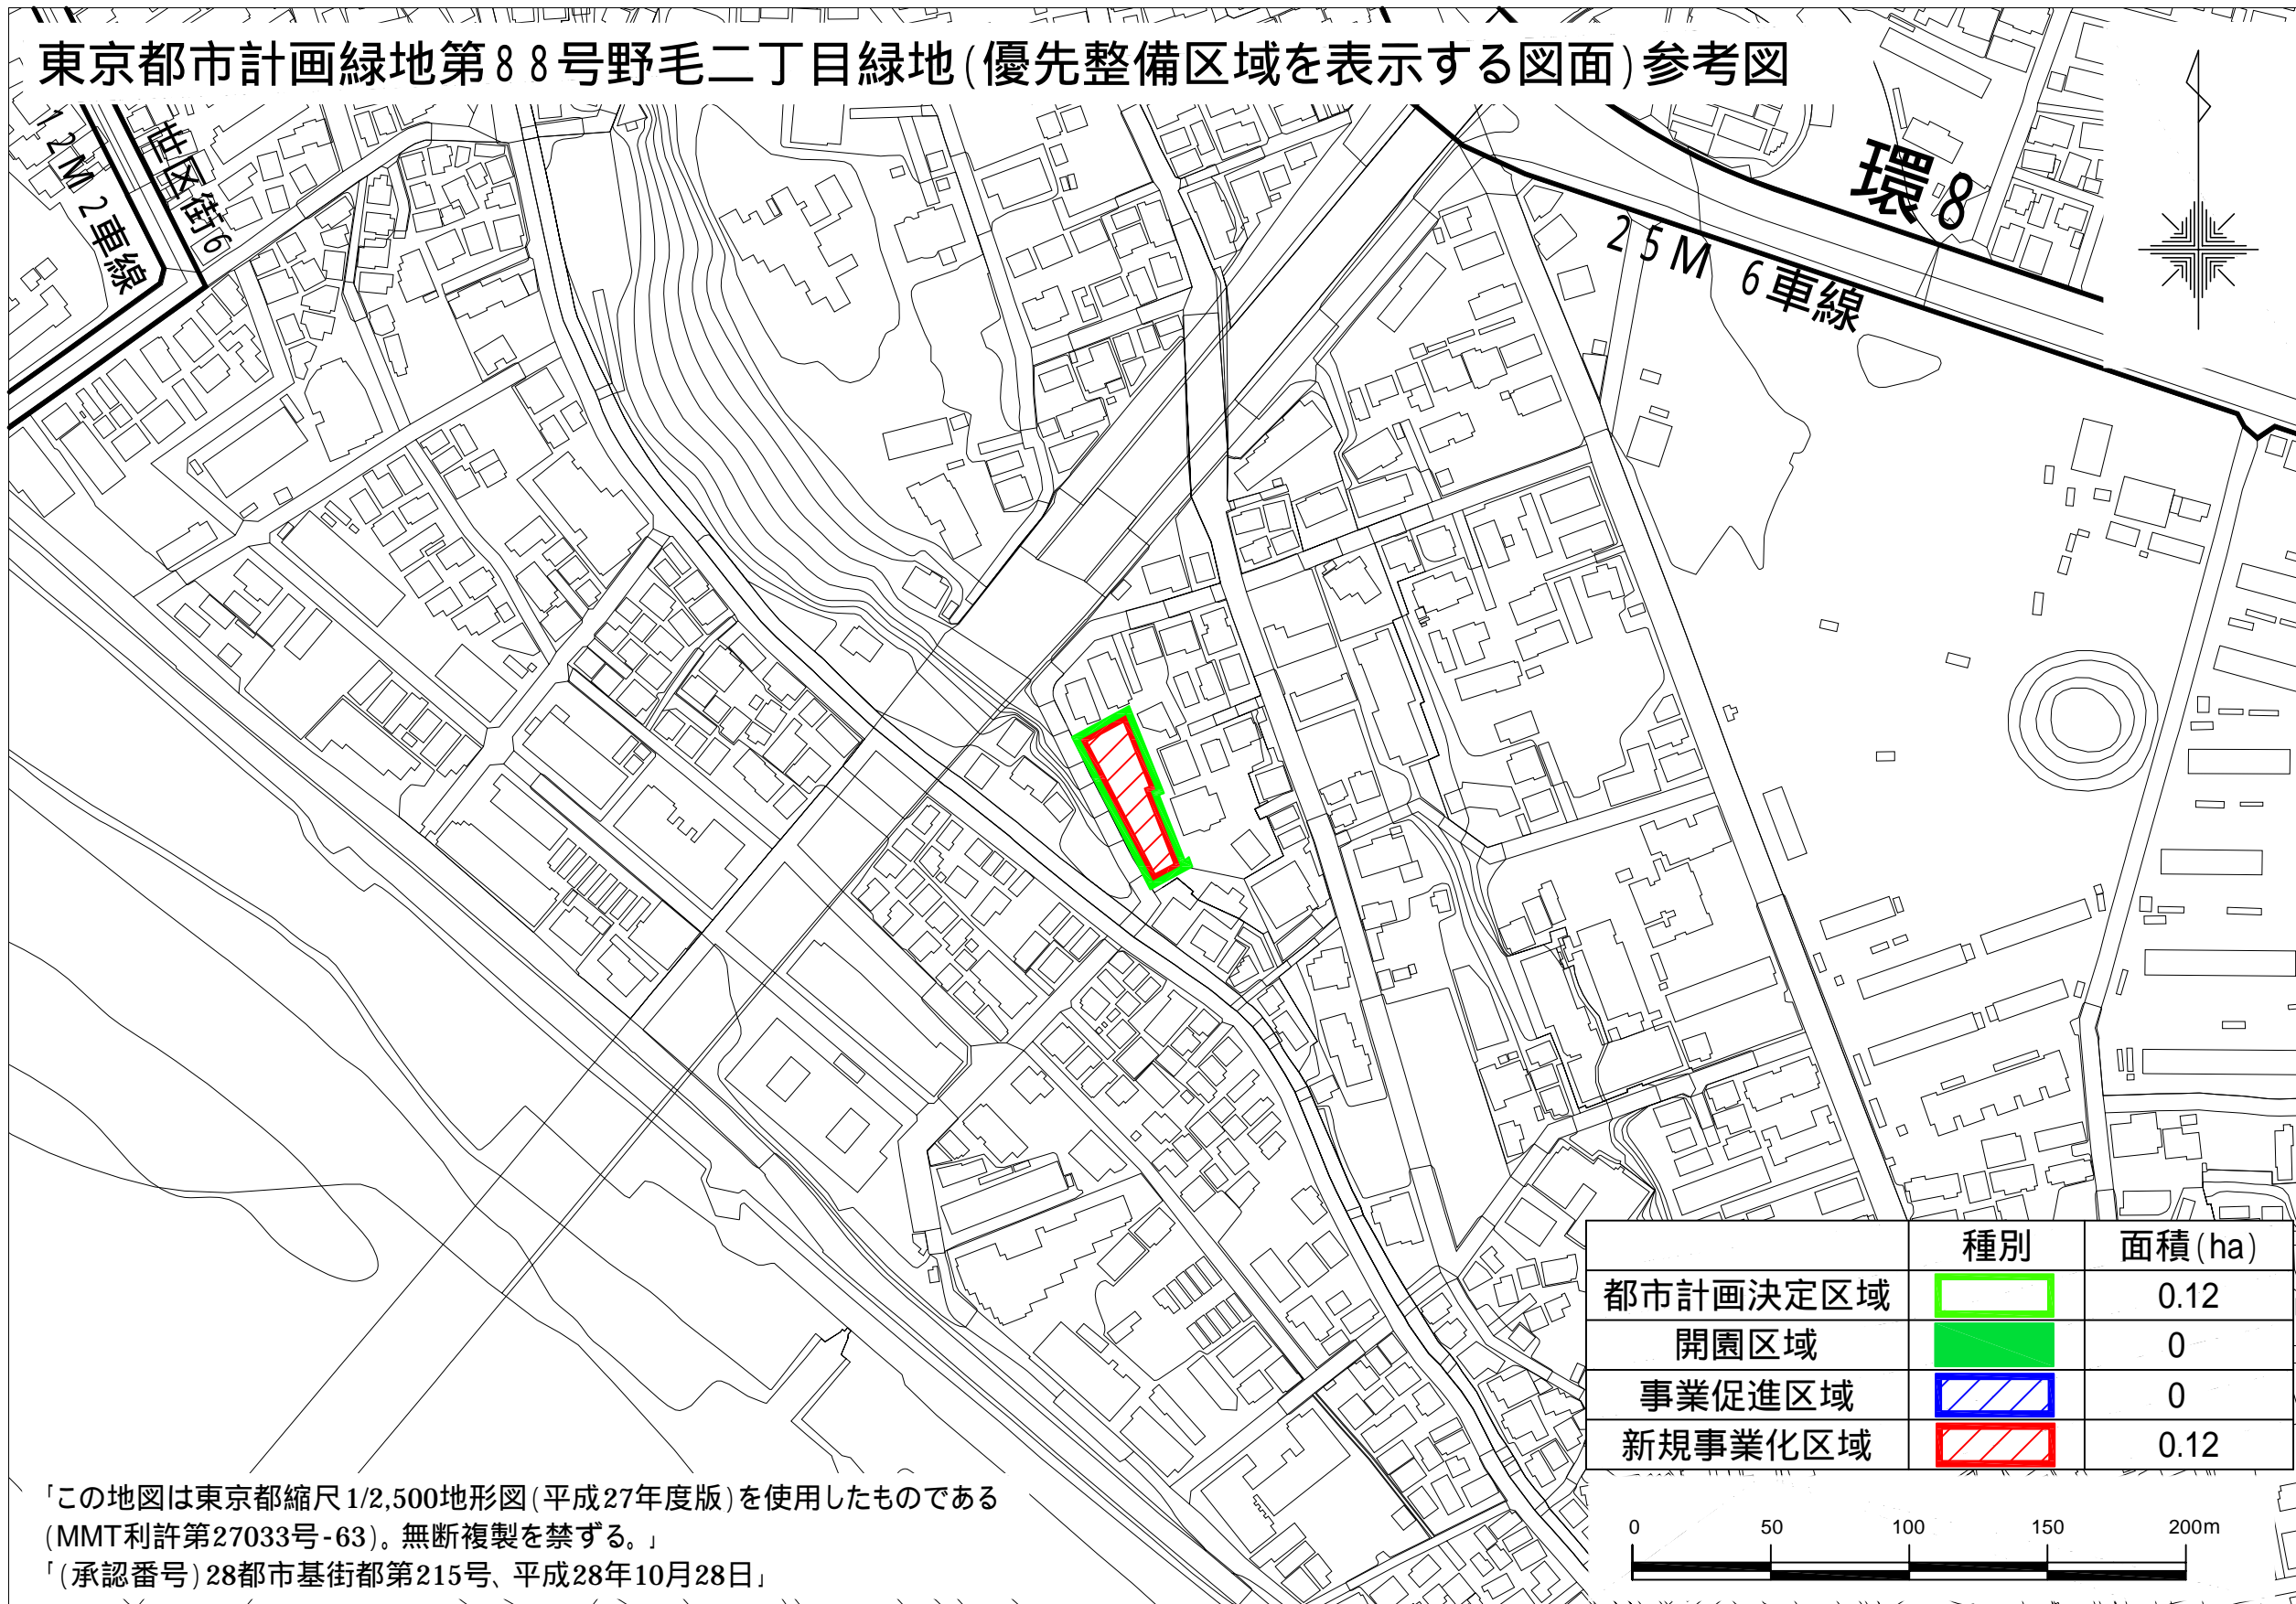 東京都市計画緑地第88号野毛二丁目緑地(優先整備区域を表示する図面)参考図
12M 2車線
世区街6
環8
25M 6車線
種別 面積(ha)
都市計画決定区域 0.12
開園区域 0
事業促進区域 0
新規事業化区域 0.12
0 50 100 150 200m
「この地図は東京都縮尺1/2,500地形図(平成27年度版)を使用したものである
(MMT利許第27033号-63)。無断複製を禁ずる。」
「(承認番号)28都市基街都第215号、平成28年10月28日」